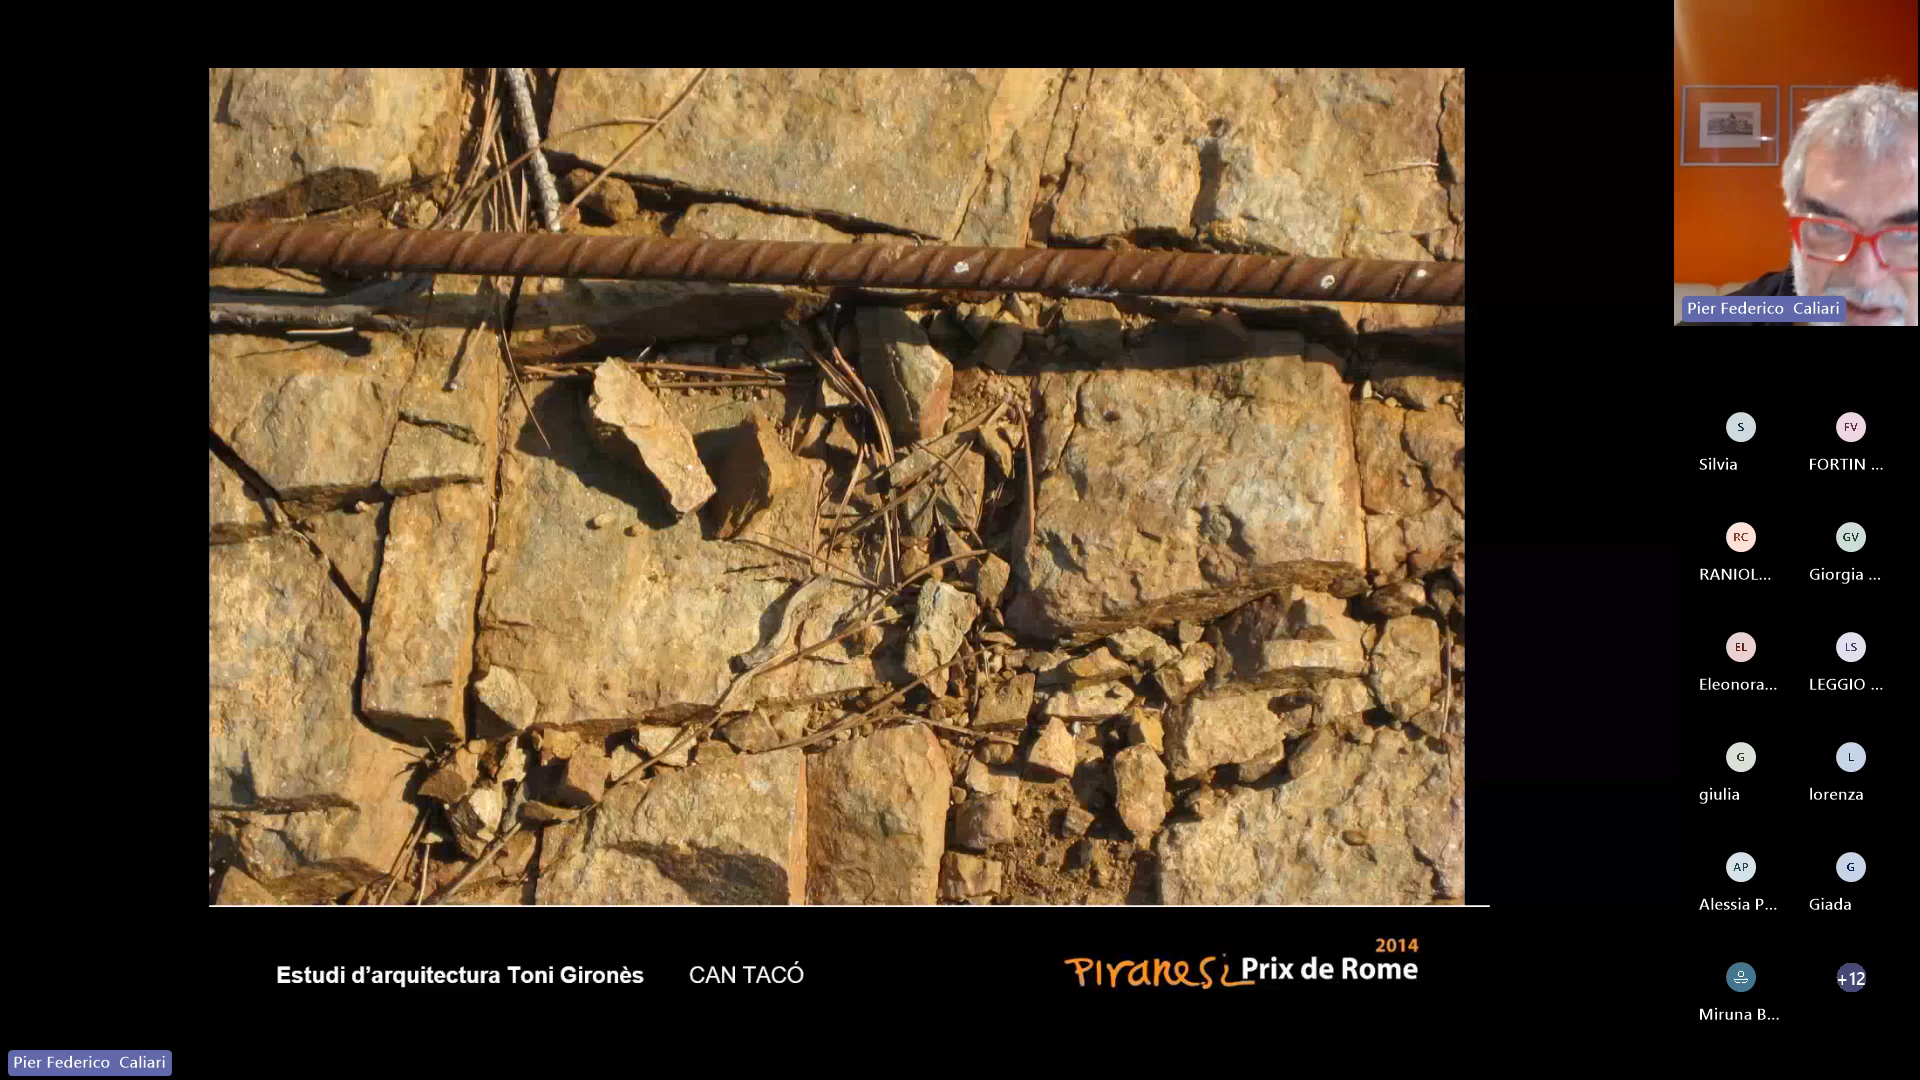 Pier Federico Caliari
S
FV
Silvia
FORTIN ...
RC
GV
RANIOL...
Giorgia ...
EL
LS
Eleonora...
LEGGIO ...
G
L
giulia
lorenza
AP
G
Alessia P...
Giada
+12
Miruna B...
2014
Estudi d'arquitectura Toni Gironès CAN TACÓ
Piranesi Prix de Rome
Pier Federico Caliari